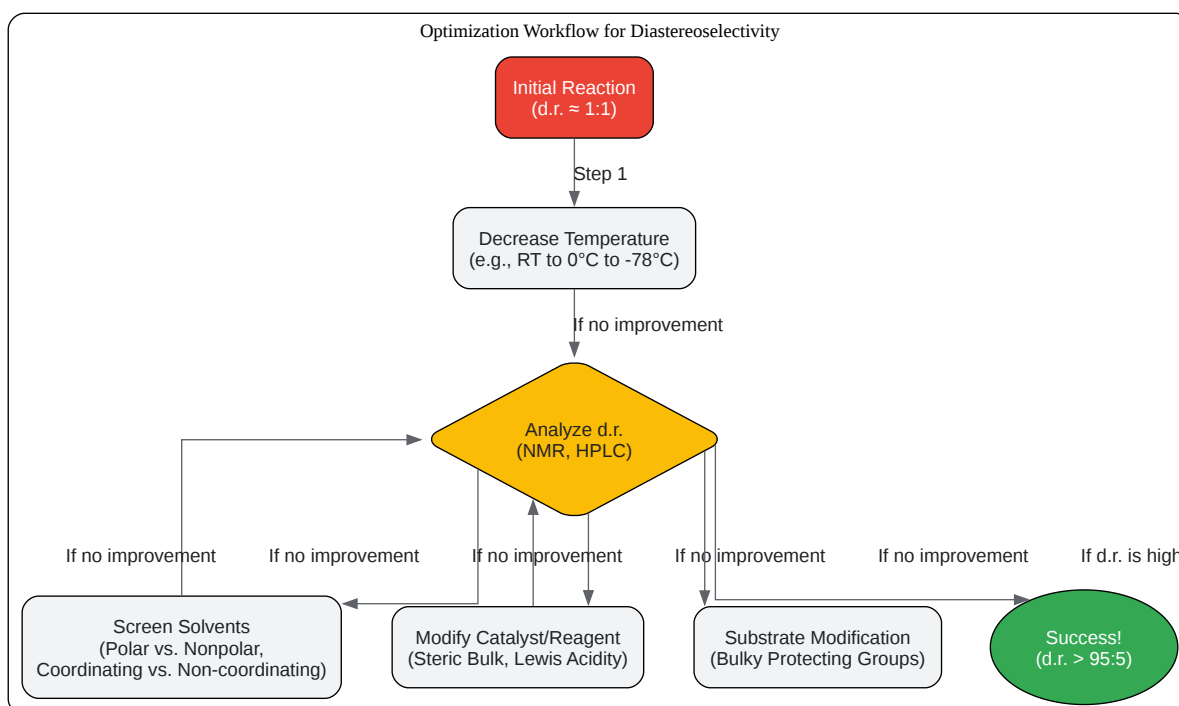 Optimization Workflow for Diastereoselectivity
Initial Reaction
(d.r. ≈ 1:1)
Step 1
Decrease Temperature
(e.g., RT to 0°C to -78°C)
If no improvement
Analyze d.r.
(NMR, HPLC)
If no improvement
If no improvement
If no improvement
If no improvement
If no improvement
If d.r. is high
Screen Solvents
(Polar vs. Nonpolar,
Coordinating vs. Non-coordinating)
Modify Catalyst/Reagent
(Steric Bulk, Lewis Acidity)
Substrate Modification
(Bulky Protecting Groups)
Success!
(d.r. > 95:5)